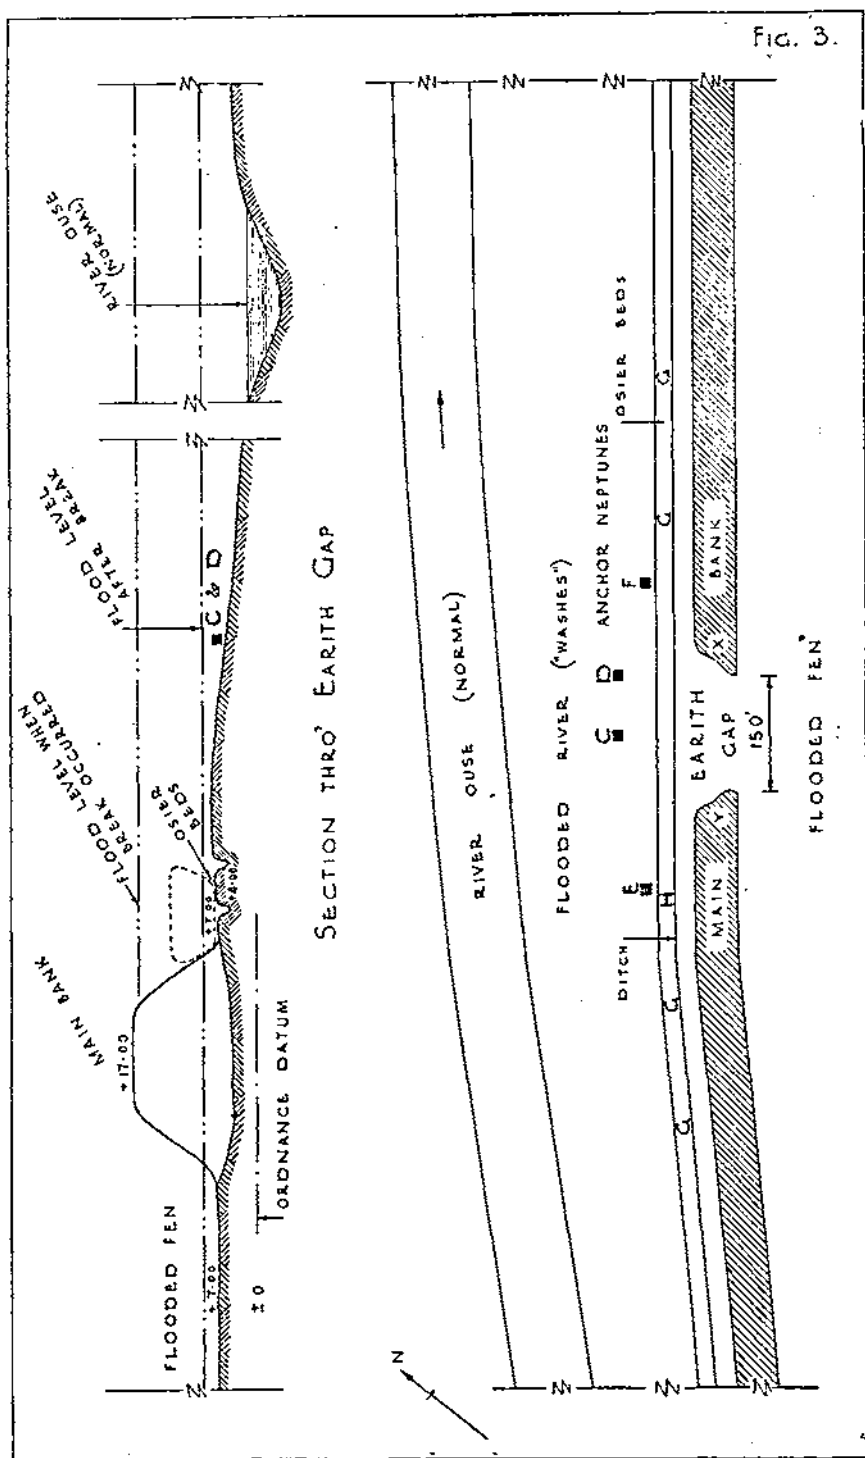 FIG. 3.
RIVER OUSE
(NORMAL)
FLOOD LEVEL
AFTER BREAK
C & D
FLOOD LEVEL WHEN
BREAK OCCURRED
OSIER
BEDS
+7.00
+4.00
MAIN BANK
+17.00
ORDNANCE DATUM
FLOODED FEN
+7.00
±0
SECTION THRO' EARITH GAP
N
RIVER OUSE (NORMAL)
FLOODED RIVER ("WASHES")
ANCHOR NEPTUNES
OSIER BEDS
DITCH
C
D
E
F
G
G
G
G
H
MAIN
Y
EARITH
GAP
150'
X
BANK
FLOODED FEN